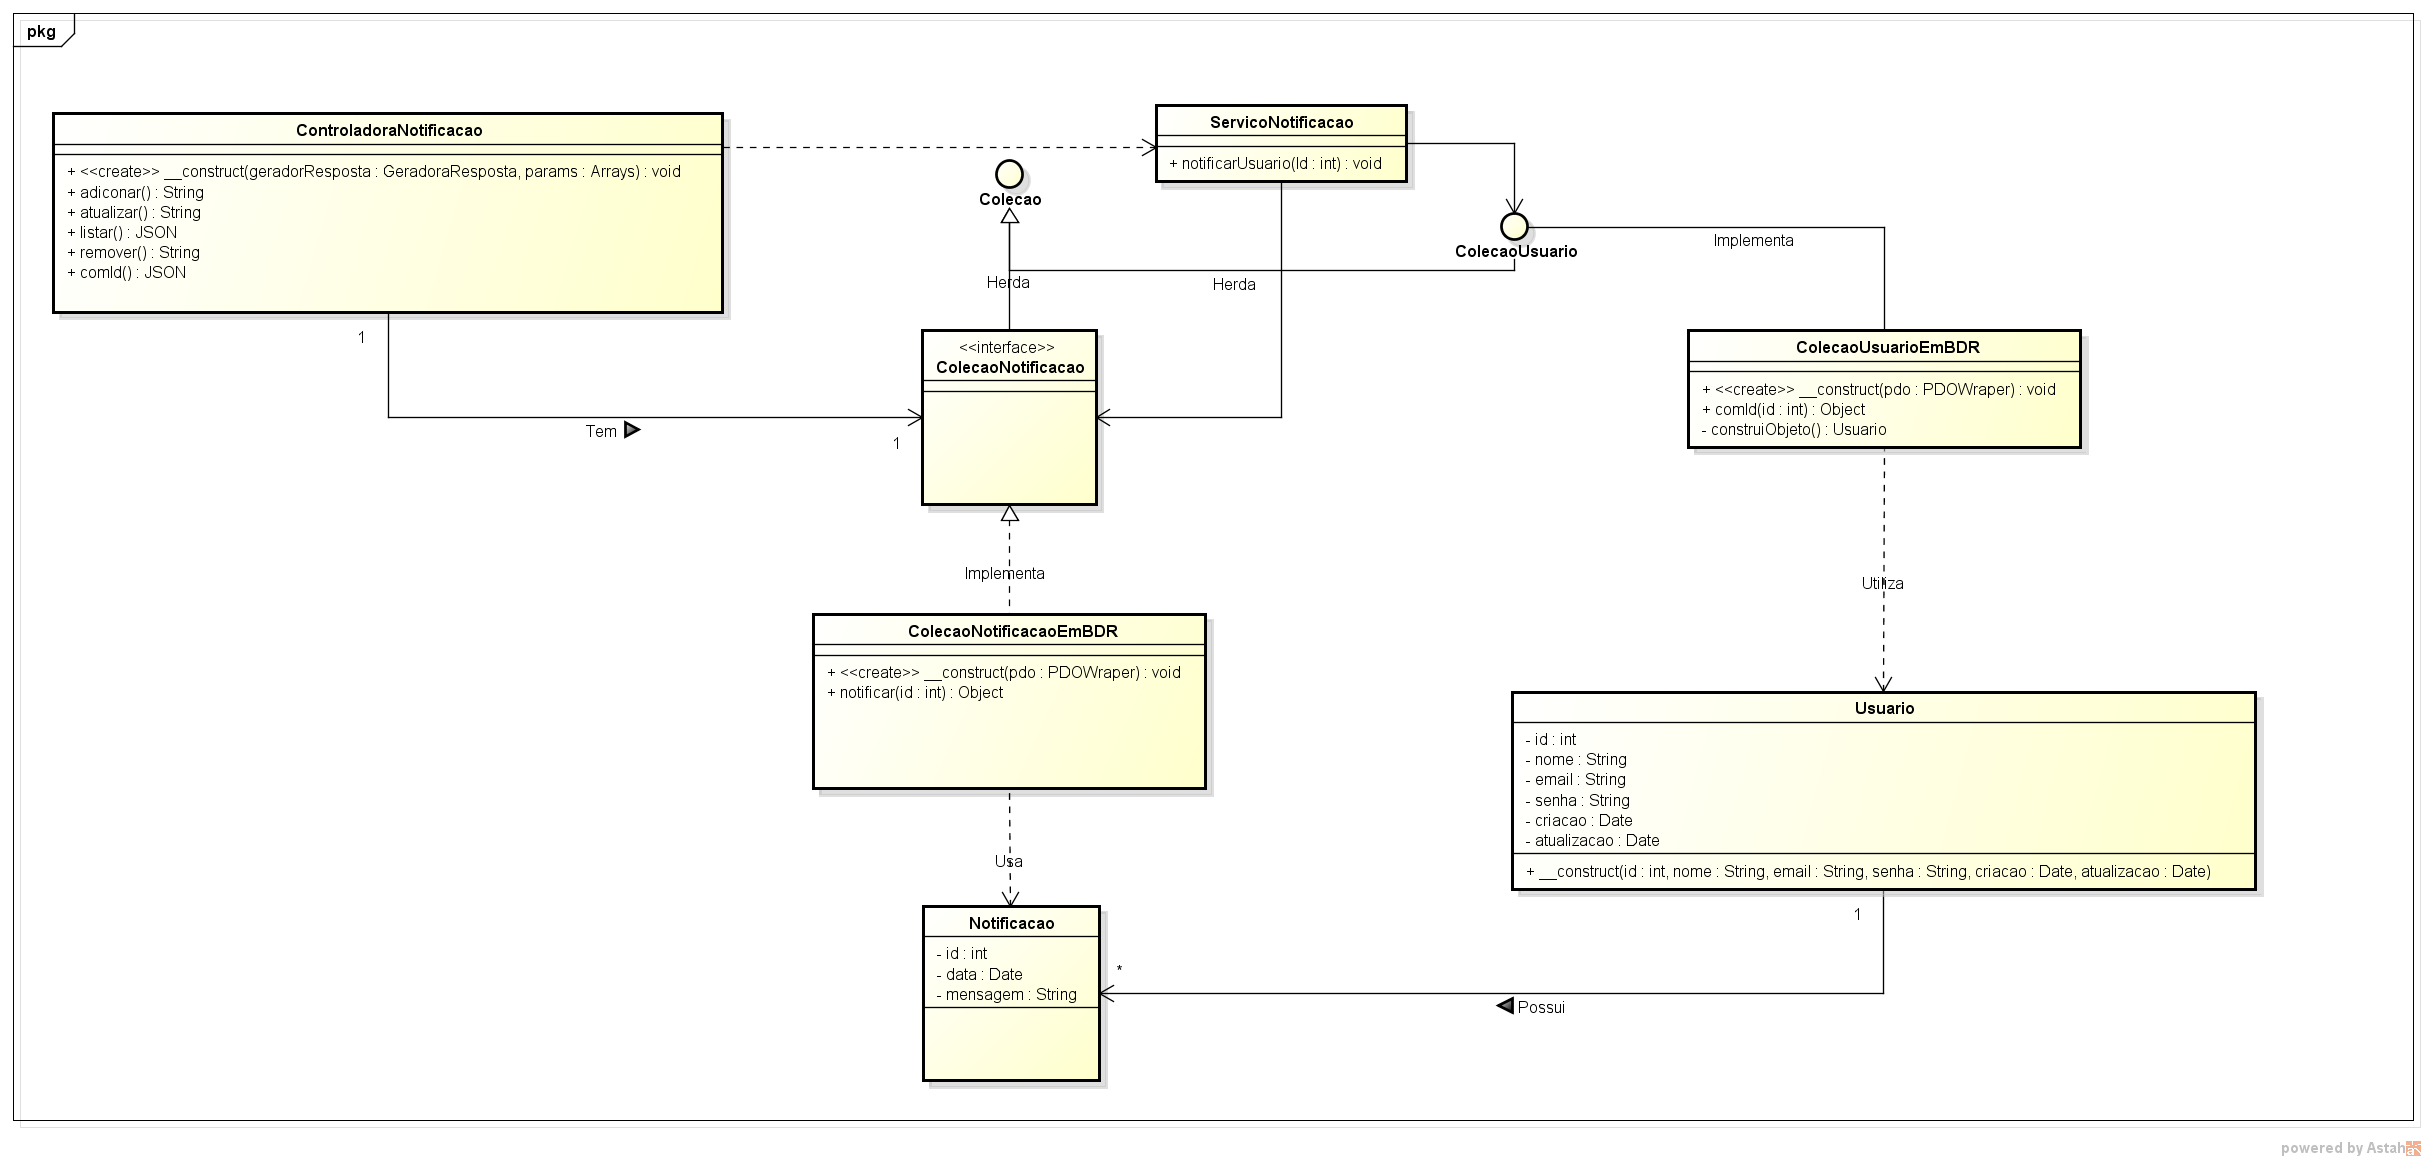 pkg
ControladoraNotificacao
+ <<create>> __construct(geradorResposta : GeradoraResposta, params : Arrays) : void
+ adiconar() : String
+ atualizar() : String
+ listar() : JSON
+ remover() : String
+ comId() : JSON
ServicoNotificacao
+ notificarUsuario(Id : int) : void
Colecao
ColecaoUsuario
Implementa
Herda
Herda
1
<<interface>>
ColecaoNotificacao
Tem
1
ColecaoUsuarioEmBDR
+ <<create>> __construct(pdo : PDOWraper) : void
+ comId(id : int) : Object
- construiObjeto() : Usuario
Implementa
Utiliza
ColecaoNotificacaoEmBDR
+ <<create>> __construct(pdo : PDOWraper) : void
+ notificar(id : int) : Object
Usuario
- id : int
- nome : String
- email : String
- senha : String
- criacao : Date
- atualizacao : Date
+ __construct(id : int, nome : String, email : String, senha : String, criacao : Date, atualizacao : Date)
Usa
1
Notificacao
- id : int
- data : Date
- mensagem : String
*
Possui
powered by Astah